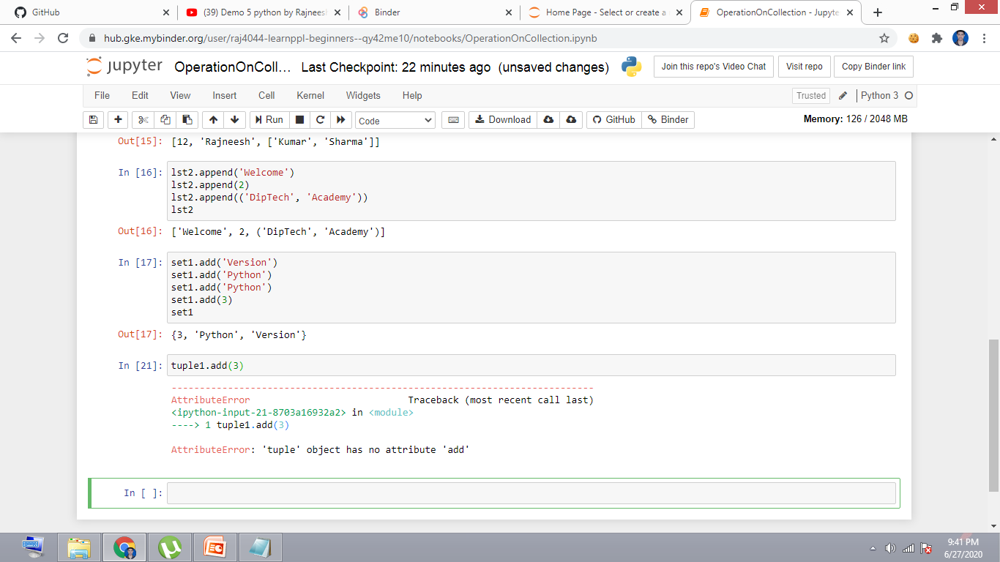 GitHub
(39) Demo 5 python by Rajnees
Binder
Home Page - Select or create a
OperationOnCollection - Jupyte
hub.gke.mybinder.org/user/raj4044-learnppl-beginners--qy42me10/notebooks/OperationOnCollection.ipynb
jupyter OperationOnColl... Last Checkpoint: 22 minutes ago (unsaved changes)
Join this repo's Video Chat
Visit repo
Copy Binder link
File Edit View Insert Cell Kernel Widgets Help
Trusted
Python 3
Run
Code
Download
GitHub
Binder
Memory: 126 / 2048 MB
Out[15]: [12, 'Rajneesh', ['Kumar', 'Sharma']]
In [16]: lst2.append('Welcome')
lst2.append(2)
lst2.append(('DipTech', 'Academy'))
lst2
Out[16]: ['Welcome', 2, ('DipTech', 'Academy')]
In [17]: set1.add('Version')
set1.add('Python')
set1.add('Python')
set1.add(3)
set1
Out[17]: {3, 'Python', 'Version'}
In [21]: tuple1.add(3)
---------------------------------------------------------------------------
AttributeError Traceback (most recent call last)
<ipython-input-21-8703a16932a2> in <module>
----> 1 tuple1.add(3)
AttributeError: 'tuple' object has no attribute 'add'
In [ ]:
9:41 PM
6/27/2020